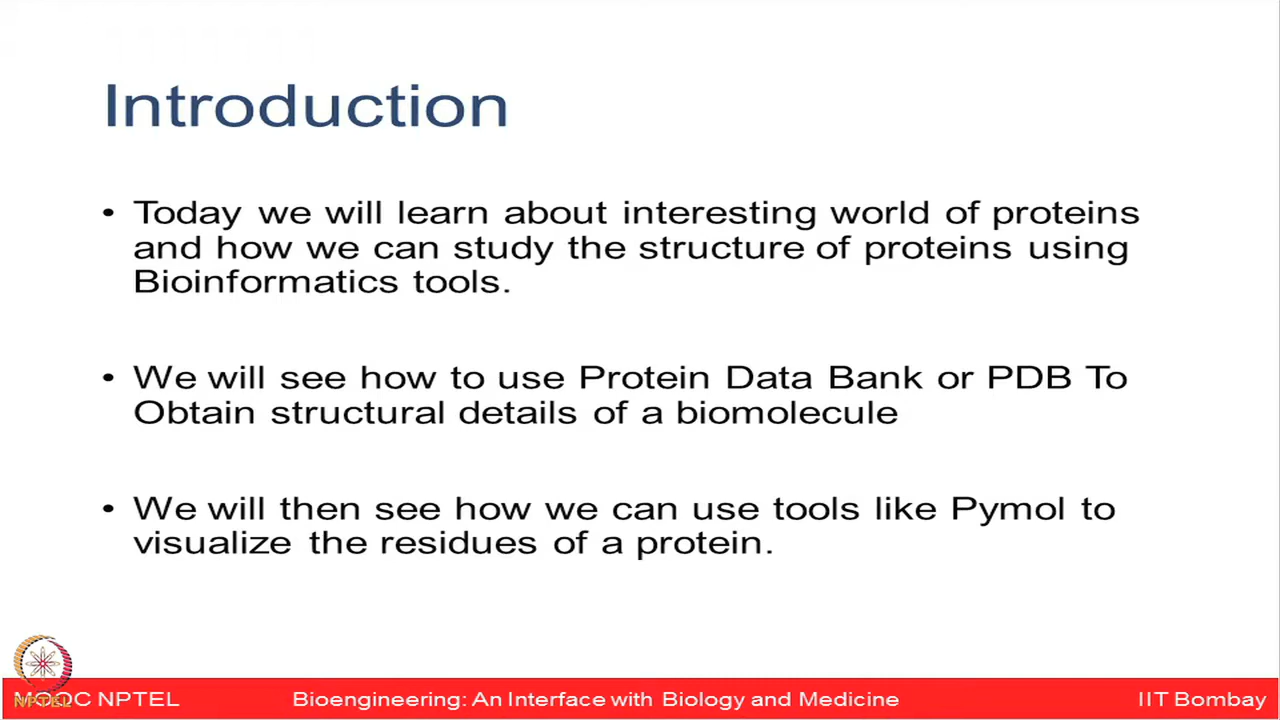 Introduction
• Today we will learn about interesting world of proteins
and how we can study the structure of proteins using
Bioinformatics tools.
• We will see how to use Protein Data Bank or PDB To
Obtain structural details of a biomolecule
• We will then see how we can use tools like Pymol to
visualize the residues of a protein.
MOOC NPTEL Bioengineering: An Interface with Biology and Medicine IIT Bombay
NPTEL